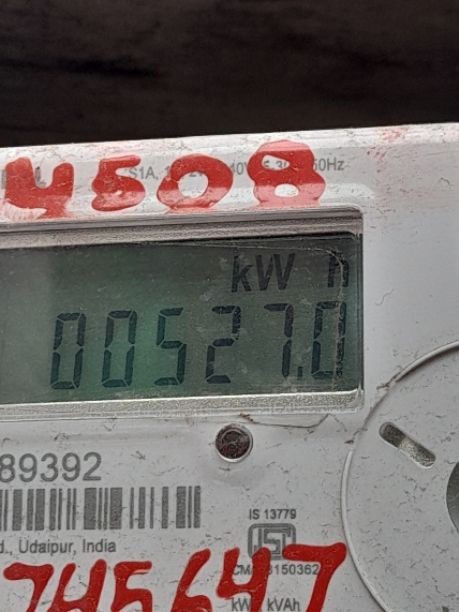 4508
kW h
00527.0
89392
IS 13779
d., Udaipur, India
745647